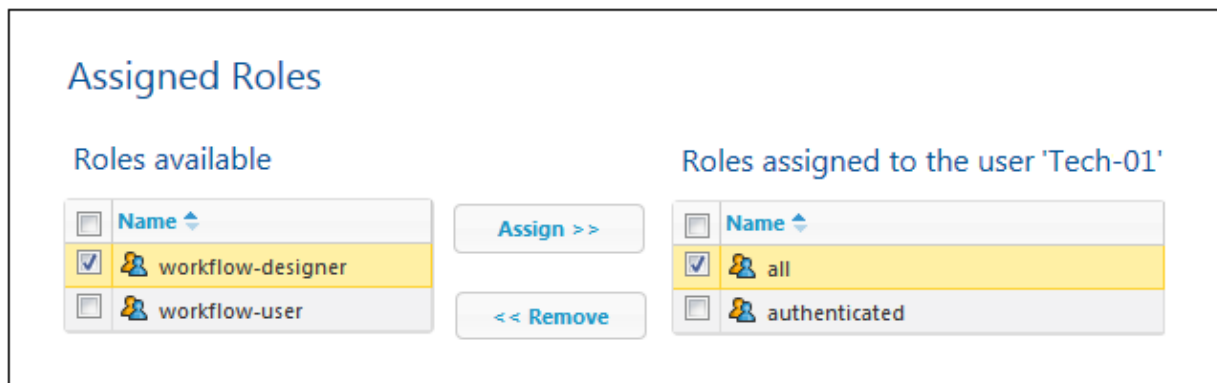 Assigned Roles
Roles available
Name
workflow-designer
workflow-user
Assign >>
<< Remove
Roles assigned to the user 'Tech-01'
Name
all
authenticated